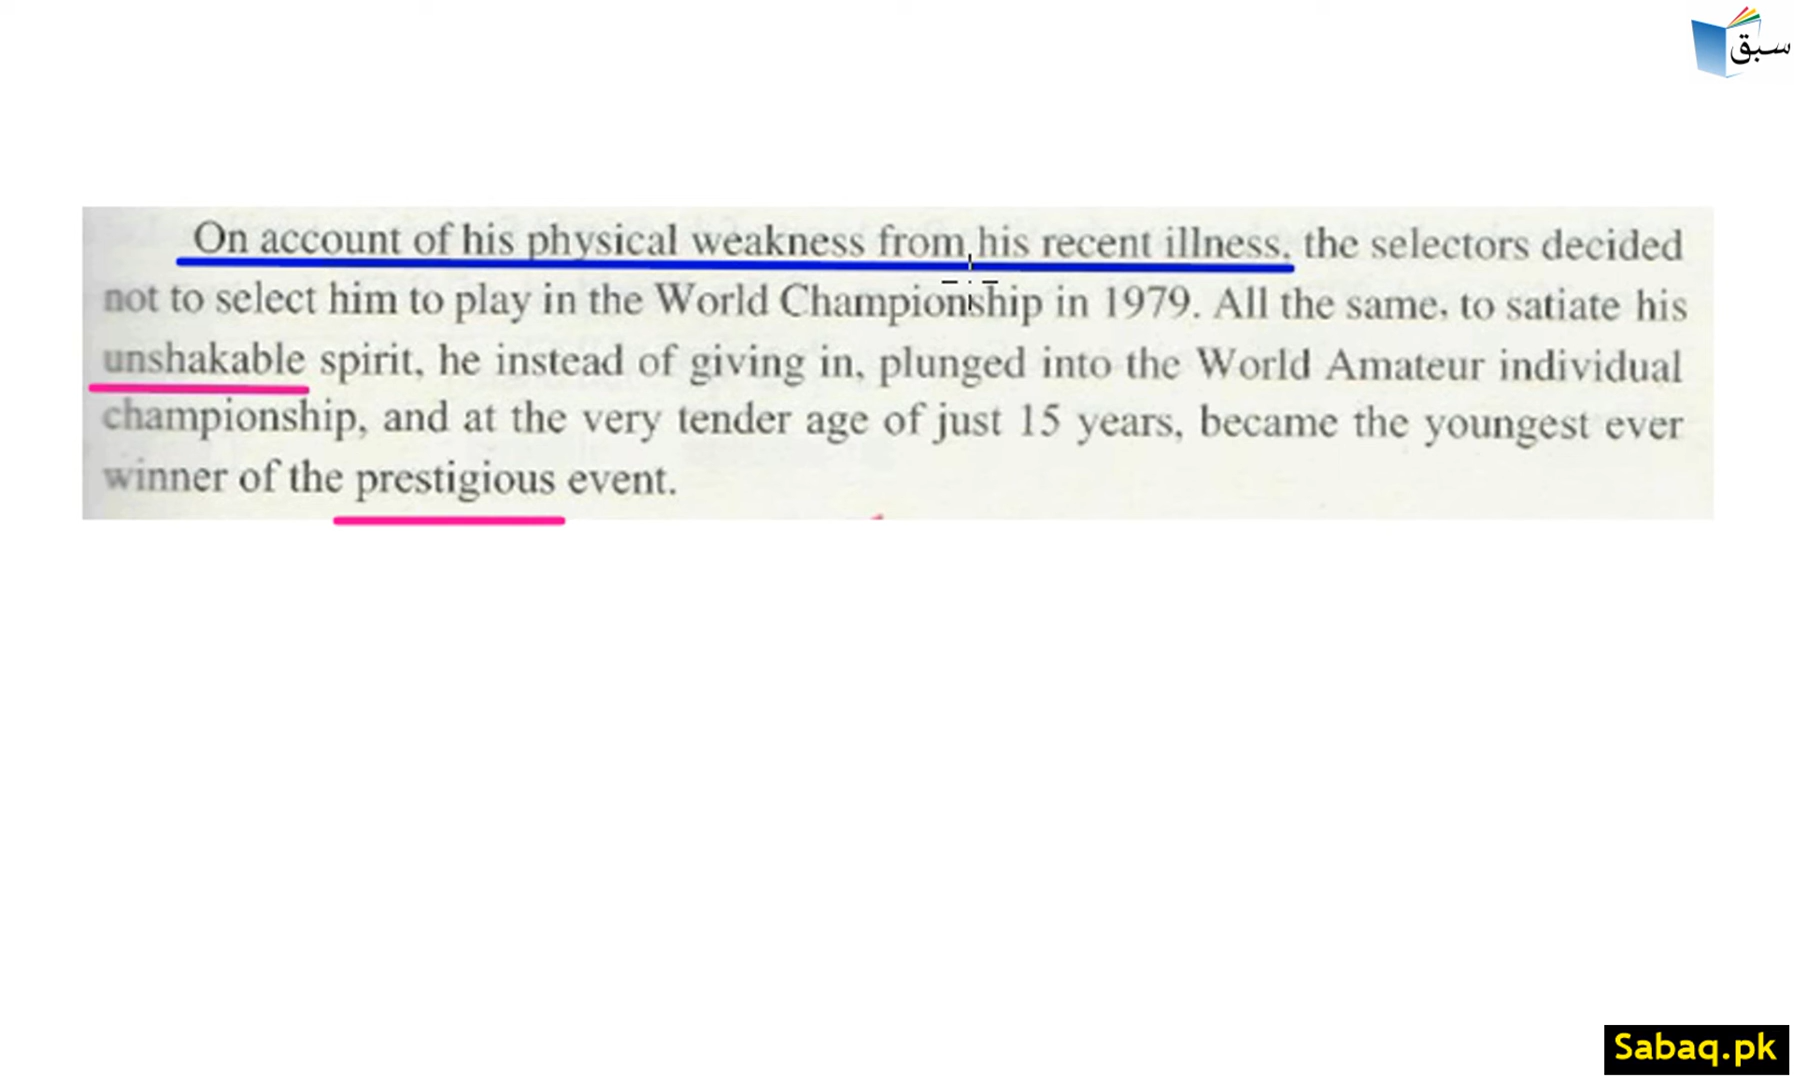 سبق
On account of his physical weakness from his recent illness, the selectors decided
not to select him to play in the World Championship in 1979. All the same, to satiate his
unshakable spirit, he instead of giving in, plunged into the World Amateur individual
championship, and at the very tender age of just 15 years, became the youngest ever
winner of the prestigious event.
Sabaq.pk